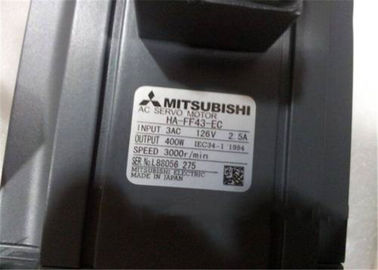 MITSUBISHI
AC SERVO MOTOR
HA-FF43-EC
INPUT 3AC 126V 2.5A
OUTPUT 400W IEC34-1 1994
SPEED 3000r/min
SER.No.L88056 275
MITSUBISHI ELECTRIC
MADE IN JAPAN